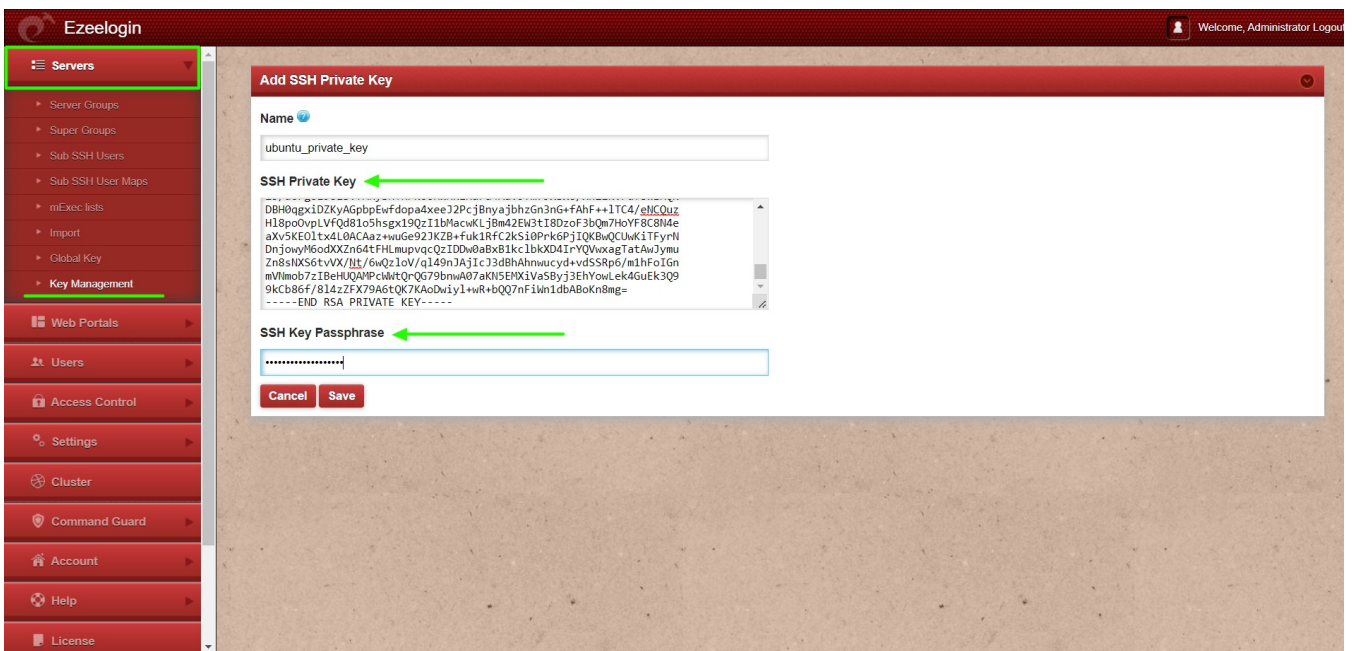 Ezeelogin
Welcome, Administrator Logout
Servers
Server Groups
Super Groups
Sub SSH Users
Sub SSH User Maps
mExec lists
Import
Global Key
Key Management
Web Portals
Users
Access Control
Settings
Cluster
Command Guard
Account
Help
License
Add SSH Private Key
Name
ubuntu_private_key
SSH Private Key
DBH0qgxiDZKyAGpbpEwfdopa4xeeJ2PcjBnyajbhzGn3nG+fAhF++lTC4/eNCQuz
Hl8poOvpLVfQd81o5hsgx19QzI1bMacwKLjBm42EW3tI8DzoF3bQm7HoYF8C8N4e
aXv5KEOltx4L0ACAaz+wuGe92JKZB+fuk1RfC2kSi0Prk6PjIQKBwQCUwKiTFyrN
DnjowyM6odXXZn64tFHLmupvqcQzIDDw0aBxB1kclbkXD4IrYQVwxagTatAwJymu
Zn8sNXS6tvVX/Nt/6wQzloV/ql49nJAjIcJ3dBhAhnwucyd+vdSSRp6/m1hFoIGn
mVNmob7zIBeHUQAMPcWWtQrQG79bnwA07aKN5EMXiVaSByj3EhYowLek4GuEk3Q9
9kCb86f/8l4zZFX79A6tQK7KAoDwiyl+wR+bQQ7nFiWn1dbABoKn8mg=
-----END RSA PRIVATE KEY-----
SSH Key Passphrase
Cancel
Save